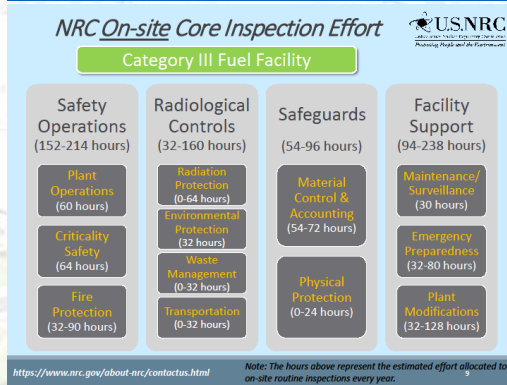 NRC On-site Core Inspection Effort
U.S.NRC
United States Nuclear Regulatory Commission
Protecting People and the Environment
Category III Fuel Facility
Safety
Operations
(152-214 hours)
Plant
Operations
(60 hours)
Criticality
Safety
(64 hours)
Fire
Protection
(32-90 hours)
Radiological
Controls
(32-160 hours)
Radiation
Protection
(0-64 hours)
Environmental
Protection
(32 hours)
Waste
Management
(0-32 hours)
Transportation
(0-32 hours)
Safeguards
(54-96 hours)
Material
Control &
Accounting
(54-72 hours)
Physical
Protection
(0-24 hours)
Facility
Support
(94-238 hours)
Maintenance/
Surveillance
(30 hours)
Emergency
Preparedness
(32-80 hours)
Plant
Modifications
(32-128 hours)
https://www.nrc.gov/about-nrc/contactus.html
Note: The hours above represent the estimated effort allocated to
on-site routine inspections every year.
9